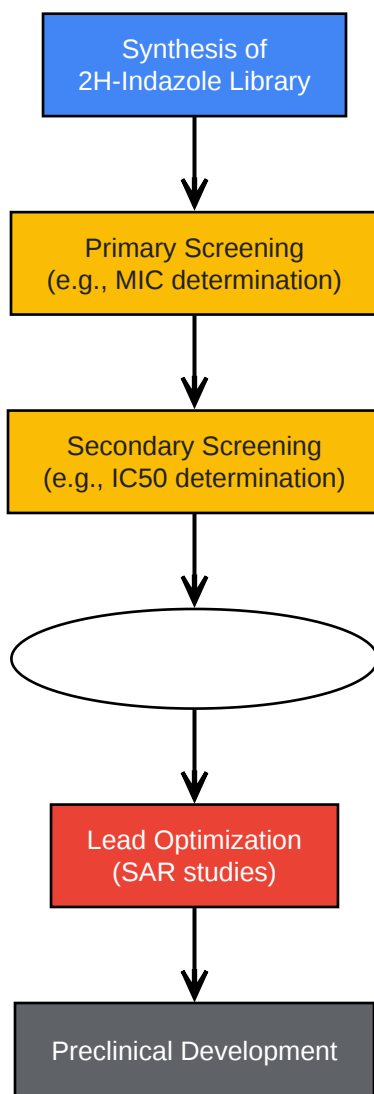 Synthesis of
2H-Indazole Library
Primary Screening
(e.g., MIC determination)
Secondary Screening
(e.g., IC50 determination)
Lead Optimization
(SAR studies)
Preclinical Development